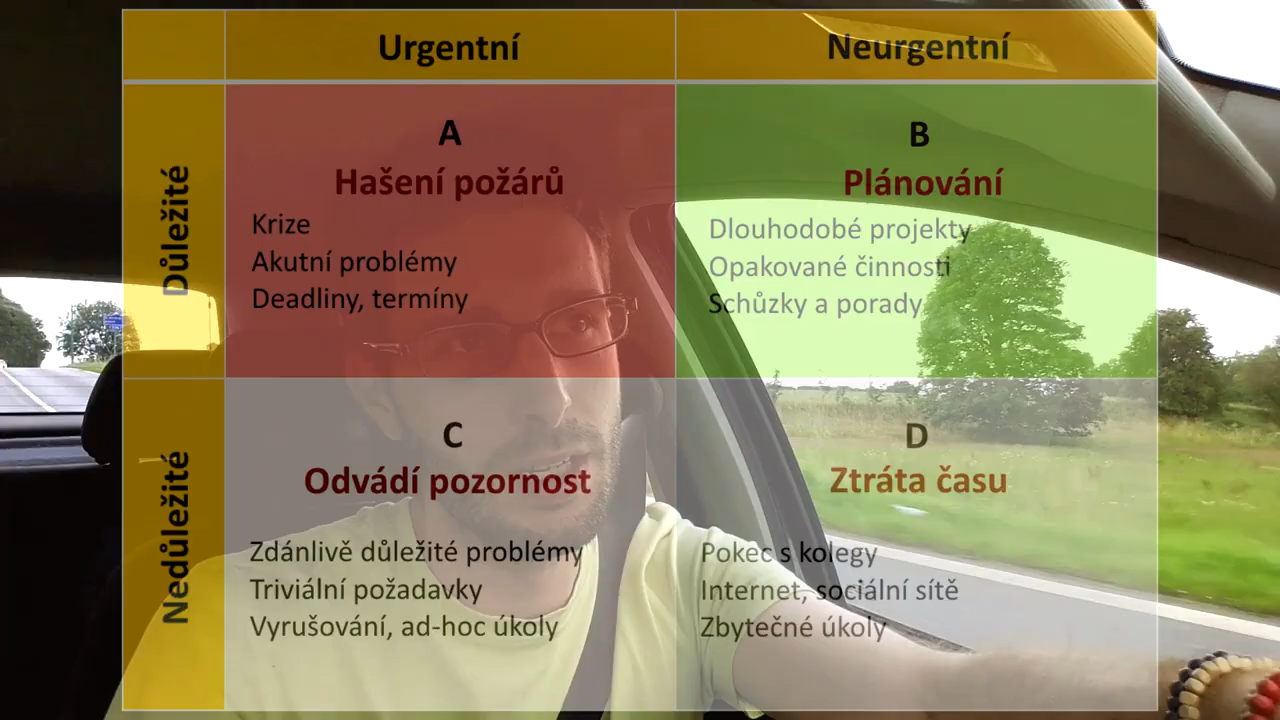 Urgentní
Neurgentní
Důležité
A
Hašení požárů
Krize
Akutní problémy
Deadliny, termíny
B
Plánování
Dlouhodobé projekty
Opakované činnosti
Schůzky a porady
Nedůležité
C
Odvádí pozornost
Zdánlivě důležité problémy
Triviální požadavky
Vyrušování, ad-hoc úkoly
D
Ztráta času
Pokec s kolegy
Internet, sociální sítě
Zbytečné úkoly